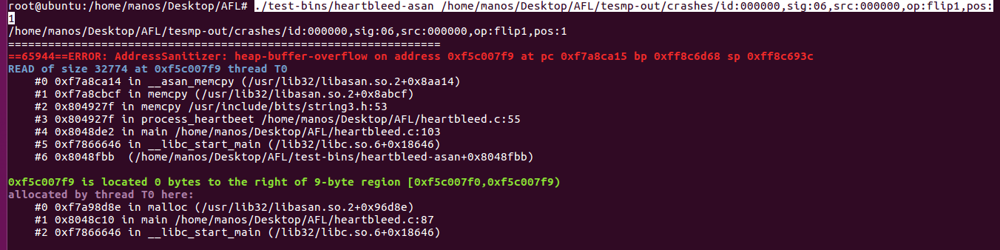 root@ubuntu:/home/manos/Desktop/AFL# ./test-bins/heartbleed-asan /home/manos/Desktop/AFL/tesmp-out/crashes/id:000000,sig:06,src:000000,op:flip1,pos:
1
/home/manos/Desktop/AFL/tesmp-out/crashes/id:000000,sig:06,src:000000,op:flip1,pos:1
=================================================================
==65944==ERROR: AddressSanitizer: heap-buffer-overflow on address 0xf5c007f9 at pc 0xf7a8ca15 bp 0xff8c6d68 sp 0xff8c693c
READ of size 32774 at 0xf5c007f9 thread T0
    #0 0xf7a8ca14 in __asan_memcpy (/usr/lib32/libasan.so.2+0x8aa14)
    #1 0xf7a8cbcf in memcpy (/usr/lib32/libasan.so.2+0x8abcf)
    #2 0x804927f in memcpy /usr/include/bits/string3.h:53
    #3 0x804927f in process_heartbeet /home/manos/Desktop/AFL/heartbleed.c:55
    #4 0x8048de2 in main /home/manos/Desktop/AFL/heartbleed.c:103
    #5 0xf7866646 in __libc_start_main (/lib32/libc.so.6+0x18646)
    #6 0x8048fbb  (/home/manos/Desktop/AFL/test-bins/heartbleed-asan+0x8048fbb)

0xf5c007f9 is located 0 bytes to the right of 9-byte region [0xf5c007f0,0xf5c007f9)
allocated by thread T0 here:
    #0 0xf7a98d8e in malloc (/usr/lib32/libasan.so.2+0x96d8e)
    #1 0x8048c10 in main /home/manos/Desktop/AFL/heartbleed.c:87
    #2 0xf7866646 in __libc_start_main (/lib32/libc.so.6+0x18646)